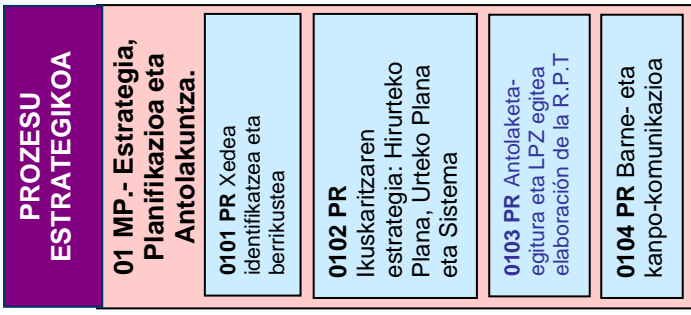 PROZESU
ESTRATEGIKOA
01 MP.- Estrategia,
Planifikazioa eta
Antolakuntza.
0101 PR Xedea
identifikatzea eta
berrikustea
0102 PR
Ikuskaritzaren
estrategia: Hirurteko
Plana, Urteko Plana
eta Sistema
0103 PR Antolaketa-
egitura eta LPZ egitea
elaboración de la R.P.T
0104 PR Barne- eta
kanpo-komunikazioa